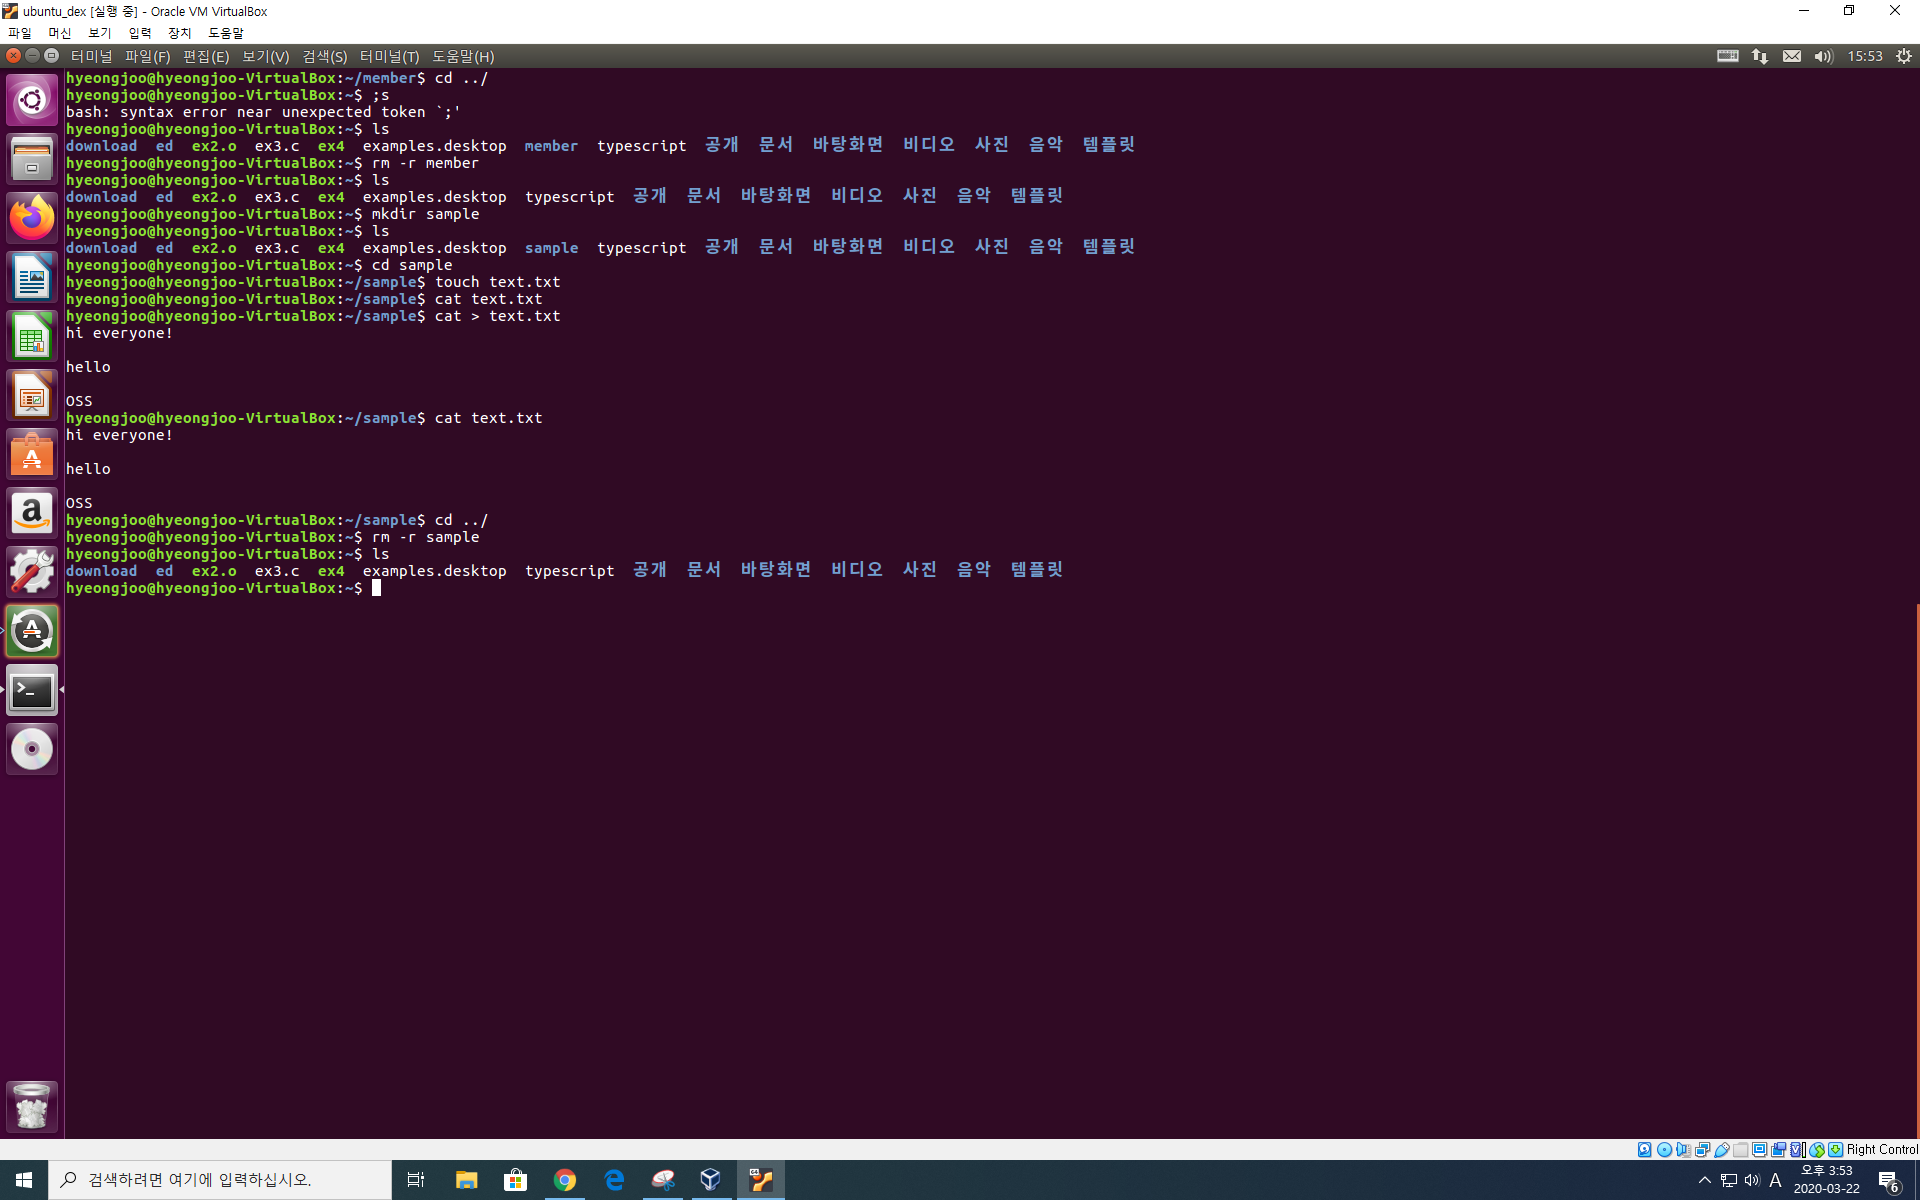 ubuntu_dex [실행 중] - Oracle VM VirtualBox
파일 머신 보기 입력 장치 도움말
터미널 파일(F) 편집(E) 보기(V) 검색(S) 터미널(T) 도움말(H) 15:53
hyeongjoo@hyeongjoo-VirtualBox:~/member$ cd ../
hyeongjoo@hyeongjoo-VirtualBox:~$ ;s
bash: syntax error near unexpected token `;'
hyeongjoo@hyeongjoo-VirtualBox:~$ ls
download ed ex2.o ex3.c ex4 examples.desktop member typescript 공개 문서 바탕화면 비디오 사진 음악 템플릿
hyeongjoo@hyeongjoo-VirtualBox:~$ rm -r member
hyeongjoo@hyeongjoo-VirtualBox:~$ ls
download ed ex2.o ex3.c ex4 examples.desktop typescript 공개 문서 바탕화면 비디오 사진 음악 템플릿
hyeongjoo@hyeongjoo-VirtualBox:~$ mkdir sample
hyeongjoo@hyeongjoo-VirtualBox:~$ ls
download ed ex2.o ex3.c ex4 examples.desktop sample typescript 공개 문서 바탕화면 비디오 사진 음악 템플릿
hyeongjoo@hyeongjoo-VirtualBox:~$ cd sample
hyeongjoo@hyeongjoo-VirtualBox:~/sample$ touch text.txt
hyeongjoo@hyeongjoo-VirtualBox:~/sample$ cat text.txt
hyeongjoo@hyeongjoo-VirtualBox:~/sample$ cat > text.txt
hi everyone!
hello
OSS
hyeongjoo@hyeongjoo-VirtualBox:~/sample$ cat text.txt
hi everyone!
hello
OSS
hyeongjoo@hyeongjoo-VirtualBox:~/sample$ cd ../
hyeongjoo@hyeongjoo-VirtualBox:~$ rm -r sample
hyeongjoo@hyeongjoo-VirtualBox:~$ ls
download ed ex2.o ex3.c ex4 examples.desktop typescript 공개 문서 바탕화면 비디오 사진 음악 템플릿
hyeongjoo@hyeongjoo-VirtualBox:~$
Right Control
검색하려면 여기에 입력하십시오.
A
오후 3:53
2020-03-22
6